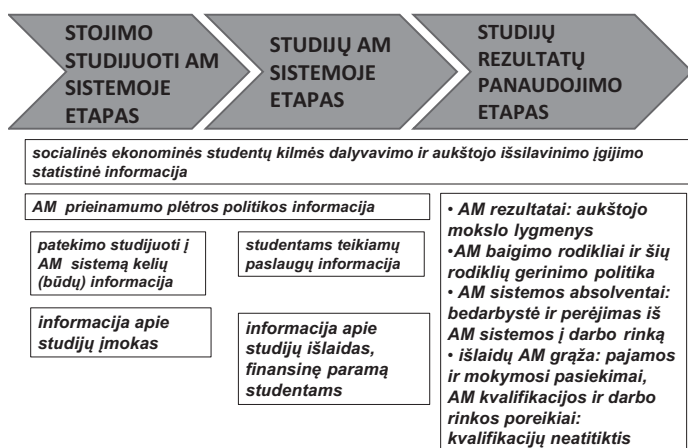 STOJIMO
STUDIJUOTI AM
SISTEMOJE
ETAPAS
STUDIJŲ AM
SISTEMOJE
ETAPAS
STUDIJŲ
REZULTATŲ
PANAUDOJIMO
ETAPAS
socialinės ekonominės studentų kilmės dalyvavimo ir aukštojo išsilavinimo įgijimo
statistinė informacija
AM prieinamumo plėtros politikos informacija
patekimo studijuoti į
AM sistemą kelių
(būdų) informacija
studentams teikiamų
paslaugų informacija
informacija apie
studijų įmokas
informacija apie
studijų išlaidas,
finansinę paramą
studentams
• AM rezultatai: aukštojo
mokslo lygmenys
•AM baigimo rodikliai ir šių
rodiklių gerinimo politika
• AM sistemos absolventai:
bedarbystė ir perėjimas iš
AM sistemos į darbo rinką
• išlaidų AM grąža: pajamos
ir mokymosi pasiekimai,
AM kvalifikacijos ir darbo
rinkos poreikiai:
kvalifikacijų neatitiktis